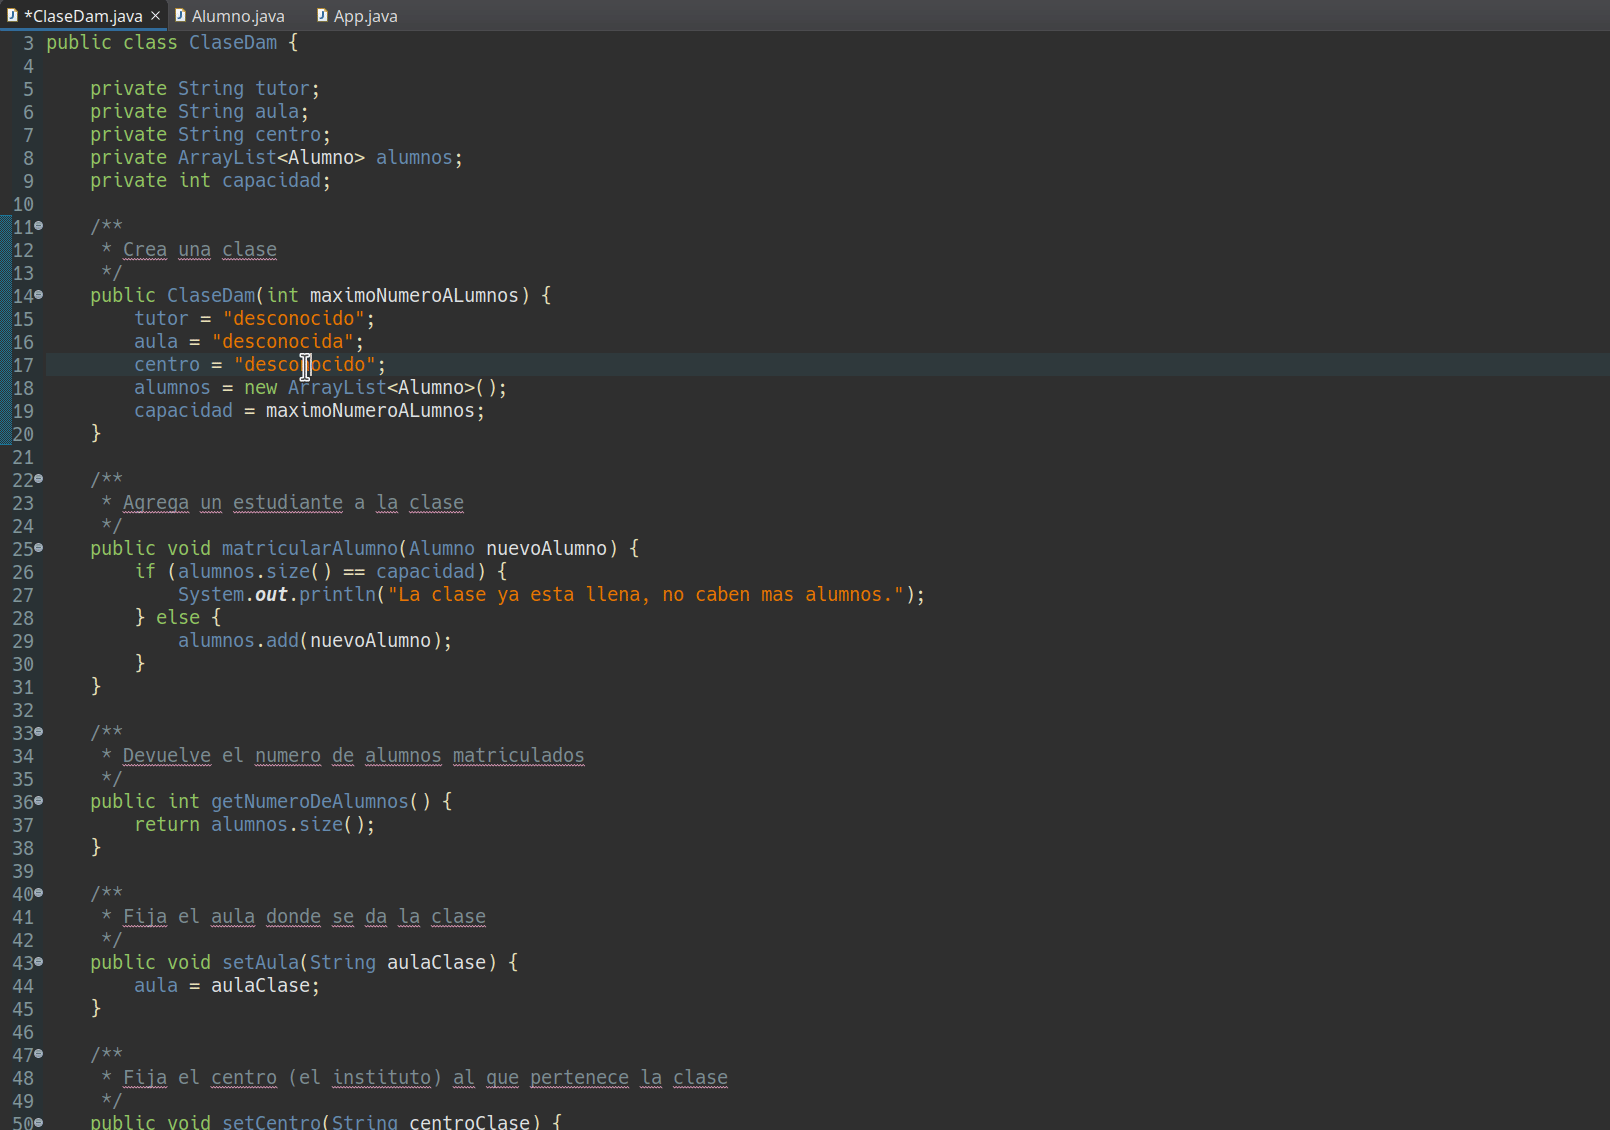 *ClaseDam.java × Alumno.java App.java
3 public class ClaseDam {
4
5     private String tutor;
6     private String aula;
7     private String centro;
8     private ArrayList<Alumno> alumnos;
9     private int capacidad;
10
11     /**
12      * Crea una clase
13      */
14     public ClaseDam(int maximoNumeroALumnos) {
15         tutor = "desconocido";
16         aula = "desconocida";
17         centro = "desconocido";
18         alumnos = new ArrayList<Alumno>();
19         capacidad = maximoNumeroALumnos;
20     }
21
22     /**
23      * Agrega un estudiante a la clase
24      */
25     public void matricularAlumno(Alumno nuevoAlumno) {
26         if (alumnos.size() == capacidad) {
27             System.out.println("La clase ya esta llena, no caben mas alumnos.");
28         } else {
29             alumnos.add(nuevoAlumno);
30         }
31     }
32
33     /**
34      * Devuelve el numero de alumnos matriculados
35      */
36     public int getNumeroDeAlumnos() {
37         return alumnos.size();
38     }
39
40     /**
41      * Fija el aula donde se da la clase
42      */
43     public void setAula(String aulaClase) {
44         aula = aulaClase;
45     }
46
47     /**
48      * Fija el centro (el instituto) al que pertenece la clase
49      */
50     public void setCentro(String centroClase) {